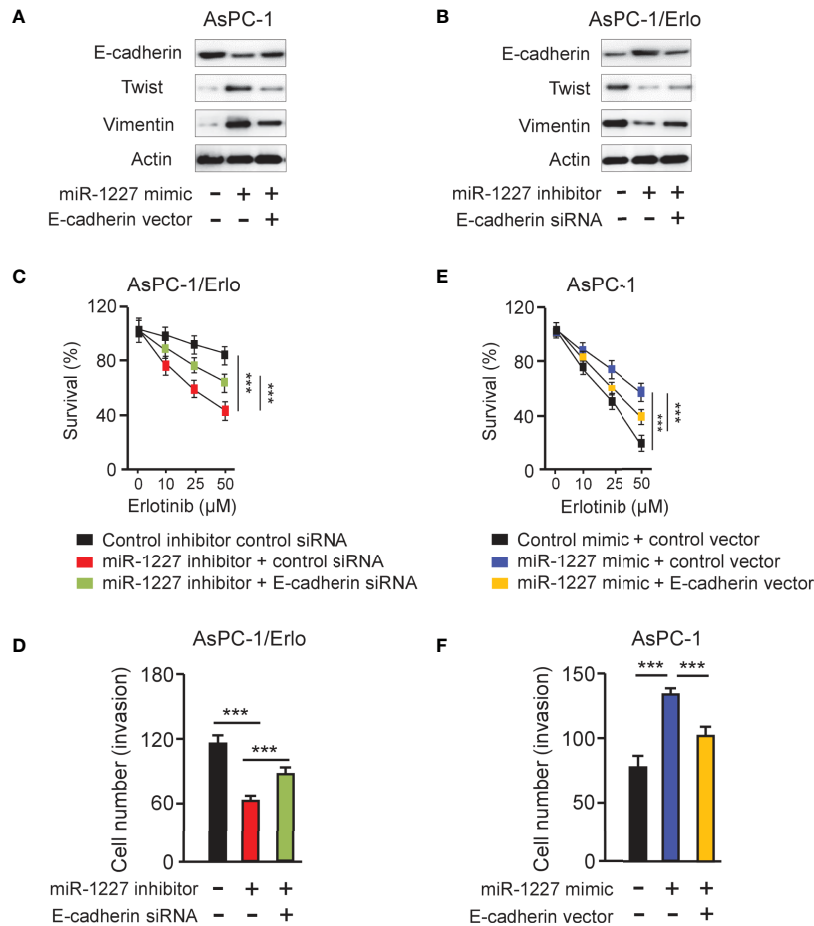 A
AsPC-1
E-cadherin
Twist
Vimentin
Actin
miR-1227 mimic - + +
E-cadherin vector - - +
B
AsPC-1/Erlo
E-cadherin
Twist
Vimentin
Actin
miR-1227 inhibitor - + +
E-cadherin siRNA - - +
C
AsPC-1/Erlo
Survival (%)
120
80
40
0
0 10 25 50
Erlotinib (µM)
*** ***
Control inhibitor control siRNA
miR-1227 inhibitor + control siRNA
miR-1227 inhibitor + E-cadherin siRNA
E
AsPC-1
Survival (%)
120
80
40
0
0 10 25 50
Erlotinib (µM)
*** ***
Control mimic + control vector
miR-1227 mimic + control vector
miR-1227 mimic + E-cadherin vector
D
AsPC-1/Erlo
Cell number (invasion)
180
120
60
0
***
***
miR-1227 inhibitor - + +
E-cadherin siRNA - - +
F
AsPC-1
Cell number (invasion)
150
100
50
0
*** ***
miR-1227 mimic - + +
E-cadherin vector - - +